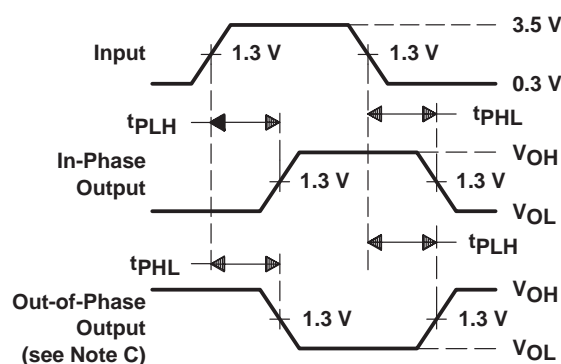 3.5 V
Input
1.3 V
1.3 V
0.3 V
tPLH
tPHL
In-Phase
Output
VOH
1.3 V
1.3 V
VOL
tPHL
tPLH
Out-of-Phase
Output
(see Note C)
VOH
1.3 V
1.3 V
VOL